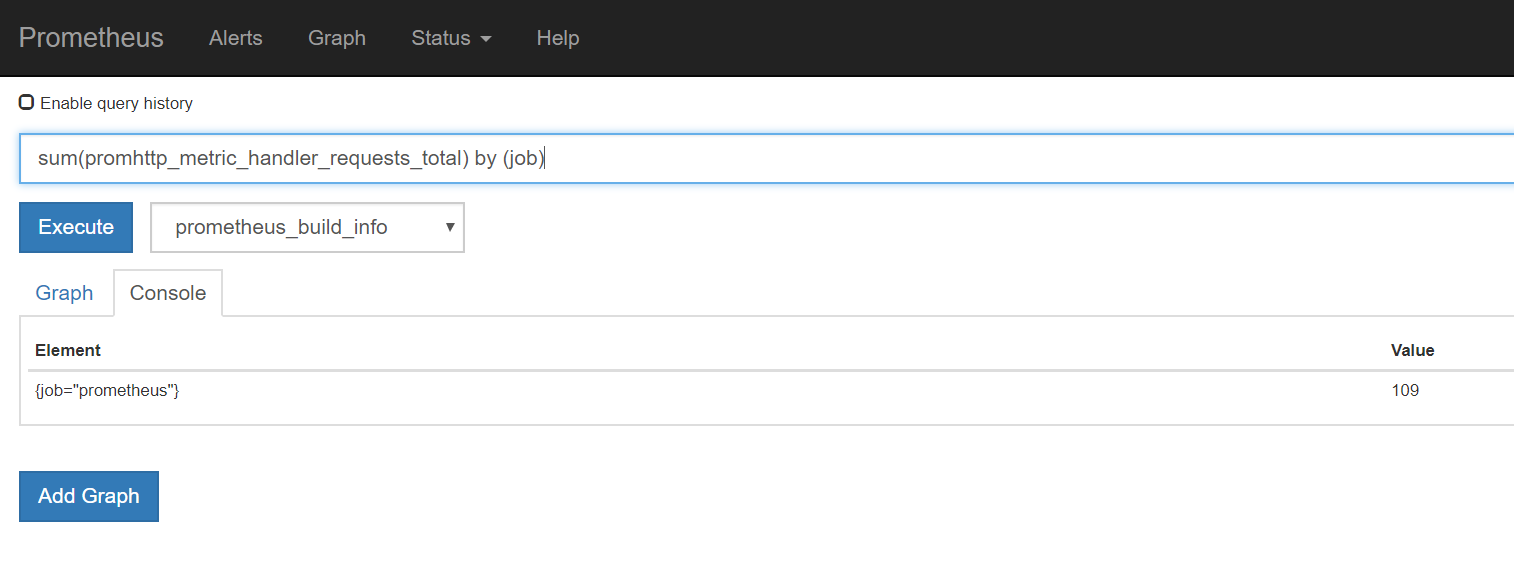 Prometheus Alerts Graph Status Help
Enable query history
sum(promhttp_metric_handler_requests_total) by (job)
Execute prometheus_build_info
Graph Console
Element Value
{job="prometheus"} 109
Add Graph